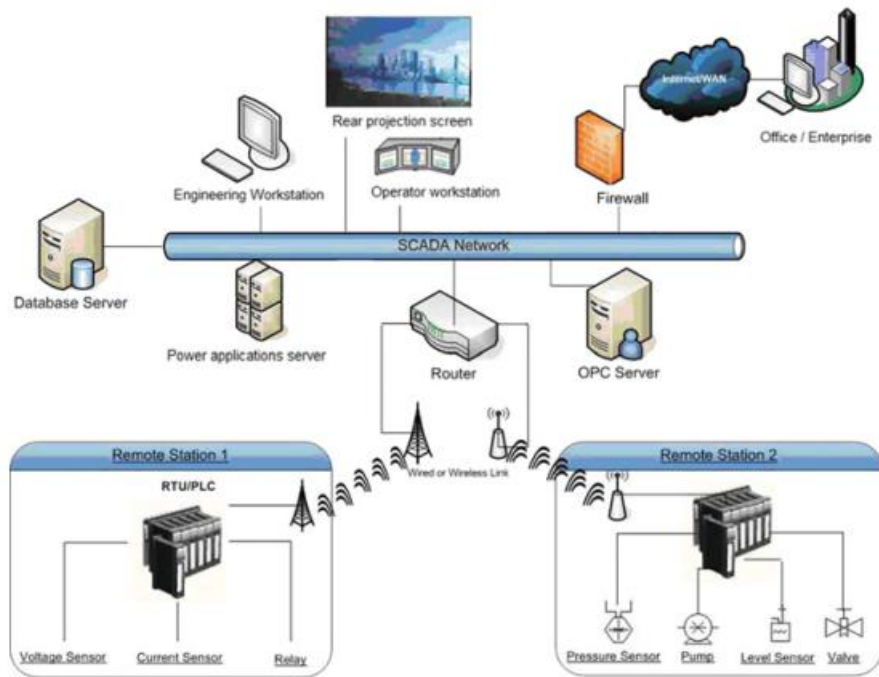 Internet/WAN
Rear projection screen
Office / Enterprise
Engineering Workstation
Operator workstation
Firewall
SCADA Network
Database Server
Power applications server
Router
OPC Server
Remote Station 1
Wired or Wireless Link
Remote Station 2
RTU/PLC
Voltage Sensor
Current Sensor
Relay
Pressure Sensor
Pump
Level Sensor
Valve